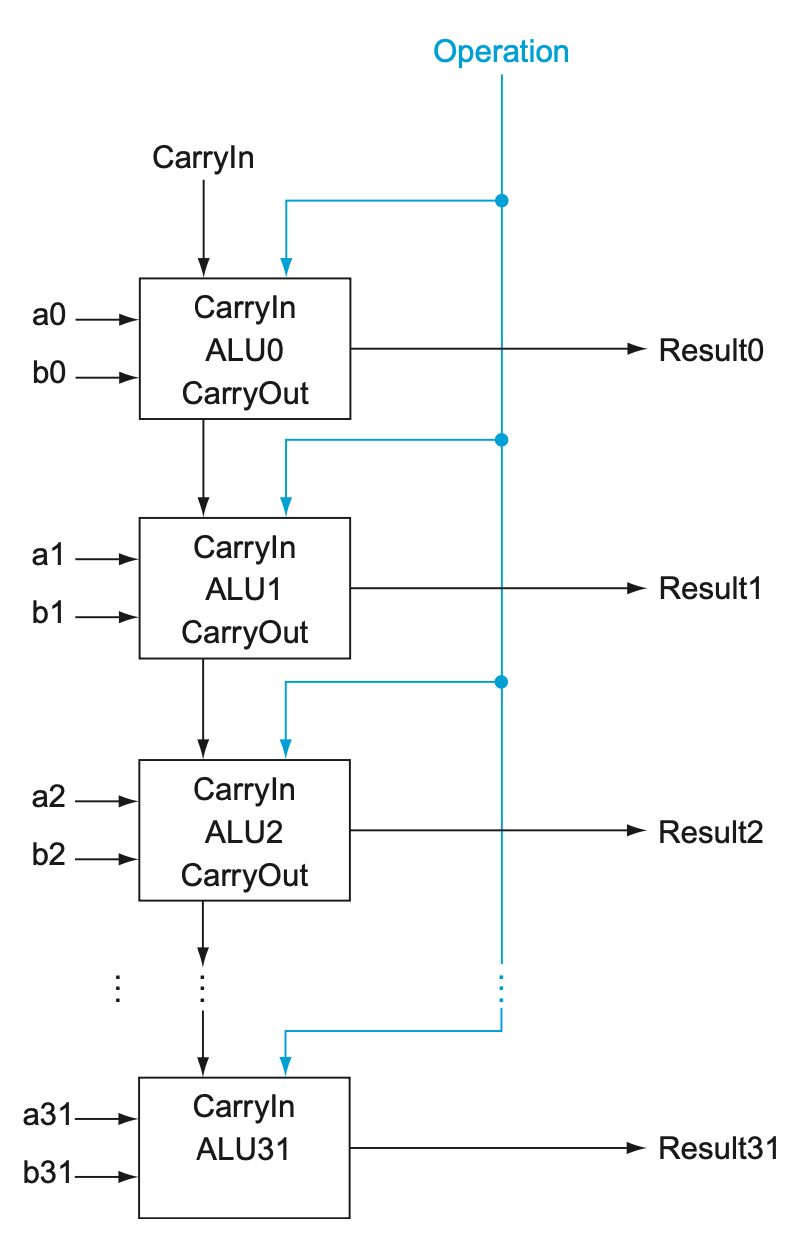 Operation
CarryIn
a0
b0
CarryIn
ALU0
CarryOut
Result0
a1
b1
CarryIn
ALU1
CarryOut
Result1
a2
b2
CarryIn
ALU2
CarryOut
Result2
a31
b31
CarryIn
ALU31
Result31